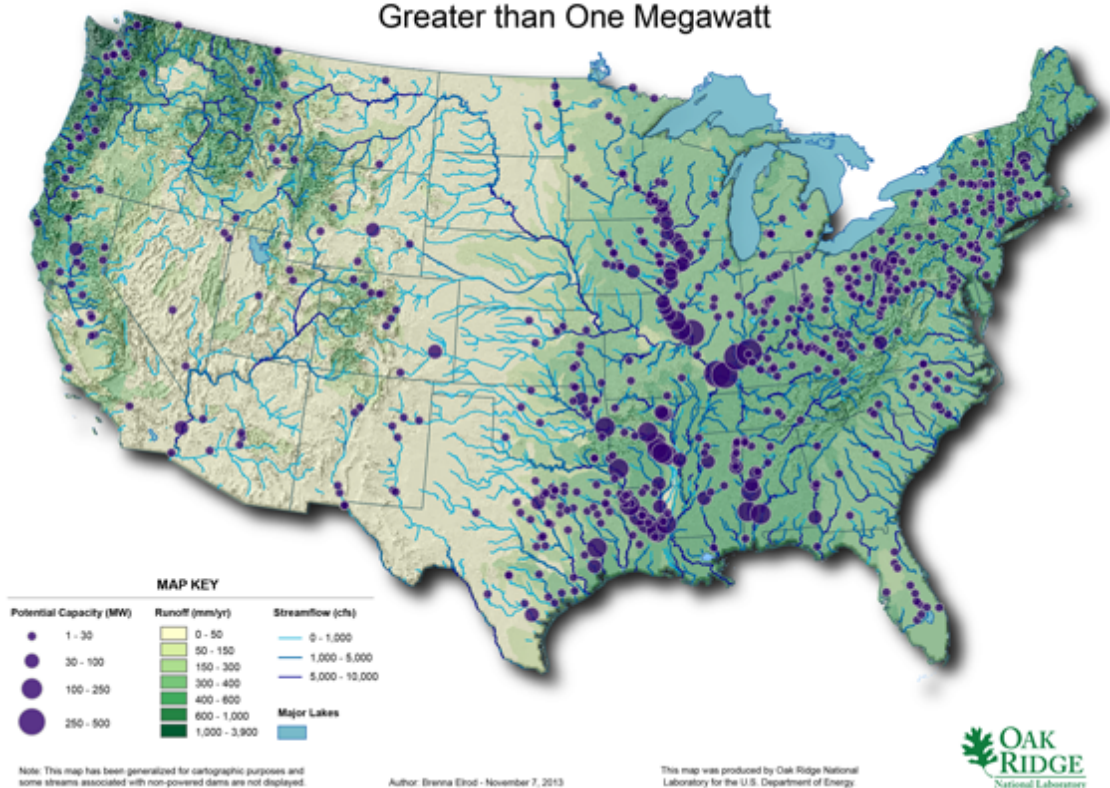 Greater than One Megawatt
MAP KEY
Potential Capacity (MW)
1 - 30
30 - 100
100 - 250
250 - 500
Runoff (mm/yr)
0 - 50
50 - 150
150 - 300
300 - 400
400 - 600
600 - 1,000
1,000 - 3,900
Streamflow (cfs)
0 - 1,000
1,000 - 5,000
5,000 - 10,000
Major Lakes
Note: This map has been generalized for cartographic purposes and
some streams associated with non-powered dams are not displayed.
Author: Brenna Elrod - November 7, 2013
This map was produced by Oak Ridge National
Laboratory for the U.S. Department of Energy.
OAK
RIDGE
National Laboratory